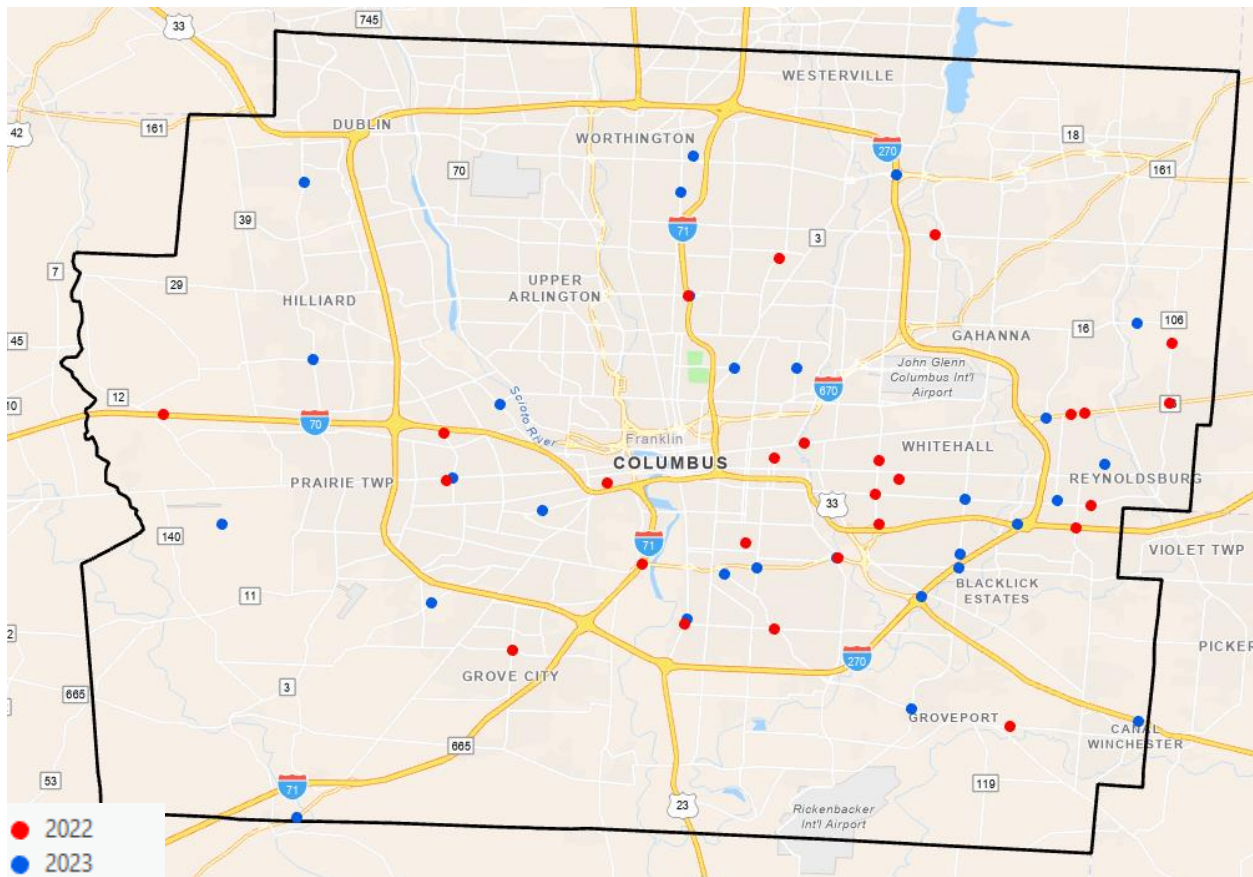 745
33
WESTERVILLE
DUBLIN
161
42
WORTHINGTON
18
270
70
161
39
71
3
7
29
UPPER
ARLINGTON
HILLIARD
106
16
GAHANNA
45
John Glenn
Columbus Int'l
Airport
670
12
10
Scioto River
70
Franklin
WHITEHALL
COLUMBUS
PRAIRIE TWP
REYNOLDSBURG
33
140
71
VIOLET TWP
BLACKLICK
ESTATES
11
2
PICKER
270
GROVE CITY
3
665
GROVEPORT
CANAL
WINCHESTER
665
53
71
119
23
Rickenbacker
Int'l Airport
2022
2023